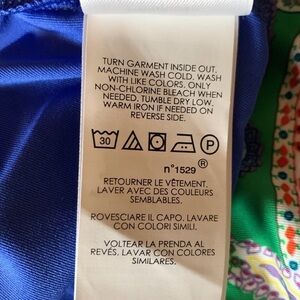 TURN GARMENT INSIDE OUT.
MACHINE WASH COLD. WASH
WITH LIKE COLORS. ONLY
NON-CHLORINE BLEACH WHEN
NEEDED. TUMBLE DRY LOW.
WARM IRON IF NEEDED ON
REVERSE SIDE.
30 P
n°1529 ®
RETOURNER LE VÊTEMENT.
LAVER AVEC DES COULEURS
SEMBLABLES.
ROVESCIARE IL CAPO. LAVARE
CON COLORI SIMILI.
VOLTEAR LA PRENDA AL
REVÉS, LAVAR CON COLORES
SIMILARES.